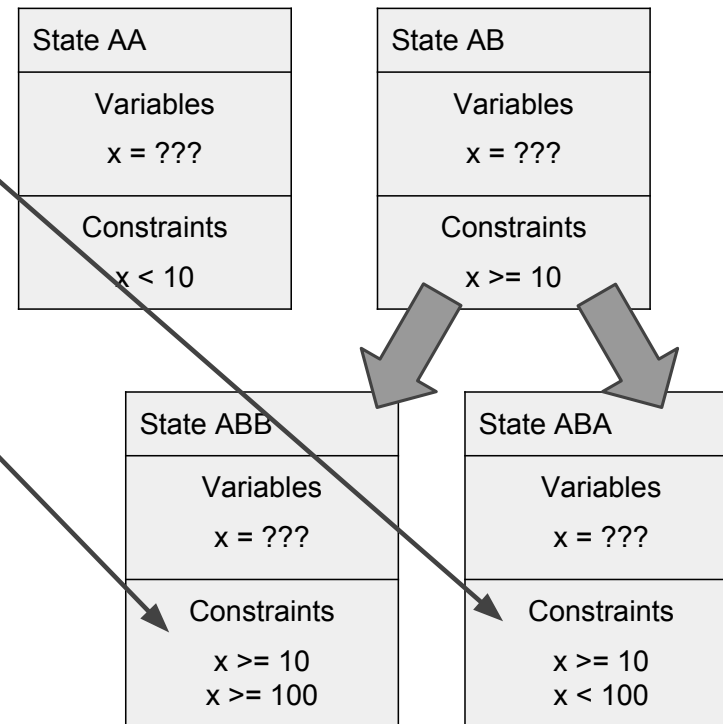 State AA
Variables
x = ???
Constraints
x < 10
State AB
Variables
x = ???
Constraints
x >= 10
State ABB
Variables
x = ???
Constraints
x >= 10
x >= 100
State ABA
Variables
x = ???
Constraints
x >= 10
x < 100